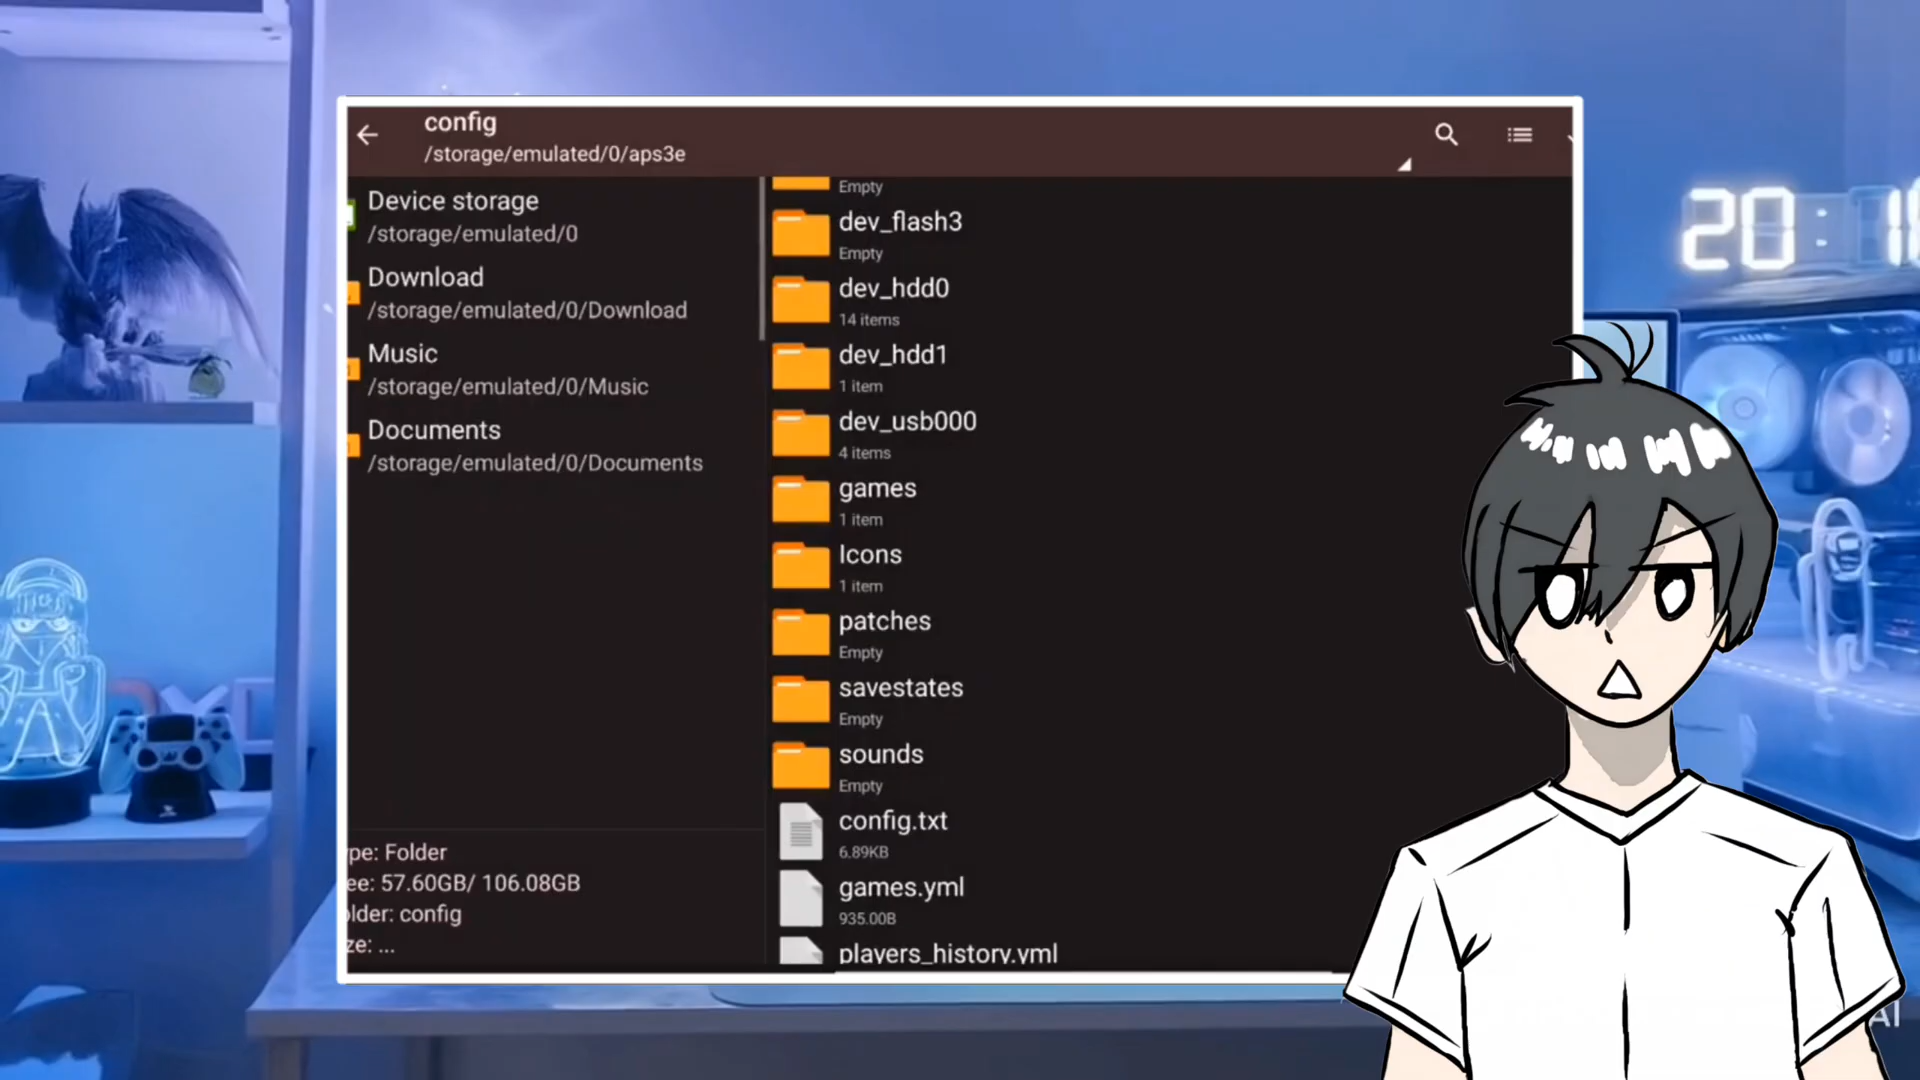 config
/storage/emulated/0/aps3e
Device storage
/storage/emulated/0
Download
/storage/emulated/0/Download
Music
/storage/emulated/0/Music
Documents
/storage/emulated/0/Documents
pe: Folder
ee: 57.60GB/ 106.08GB
lder: config
ze: ...
Empty
dev_flash3
Empty
dev_hdd0
14 items
dev_hdd1
1 item
dev_usb000
4 items
games
1 item
Icons
1 item
patches
Empty
savestates
Empty
sounds
Empty
config.txt
6.89KB
games.yml
935.00B
players_history.yml
20:1
AI